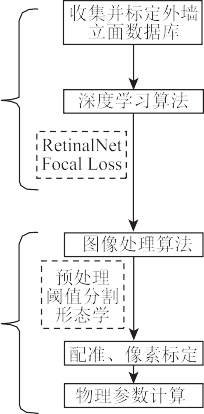 收集并标定外墙
立面数据库
深度学习算法
RetinalNet
Focal Loss
图像处理算法
预处理
阈值分割
形态学
配准、像素标定
物理参数计算